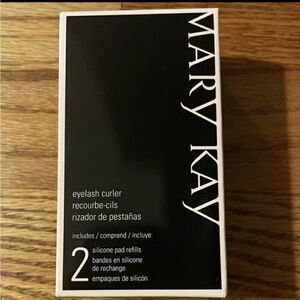 MARY KAY
eyelash curler
recourbe-cils
rizador de pestañas
includes / comprend / incluye:
2
silicone pad refills
bandes en silicone
de rechange
empaques de silicón